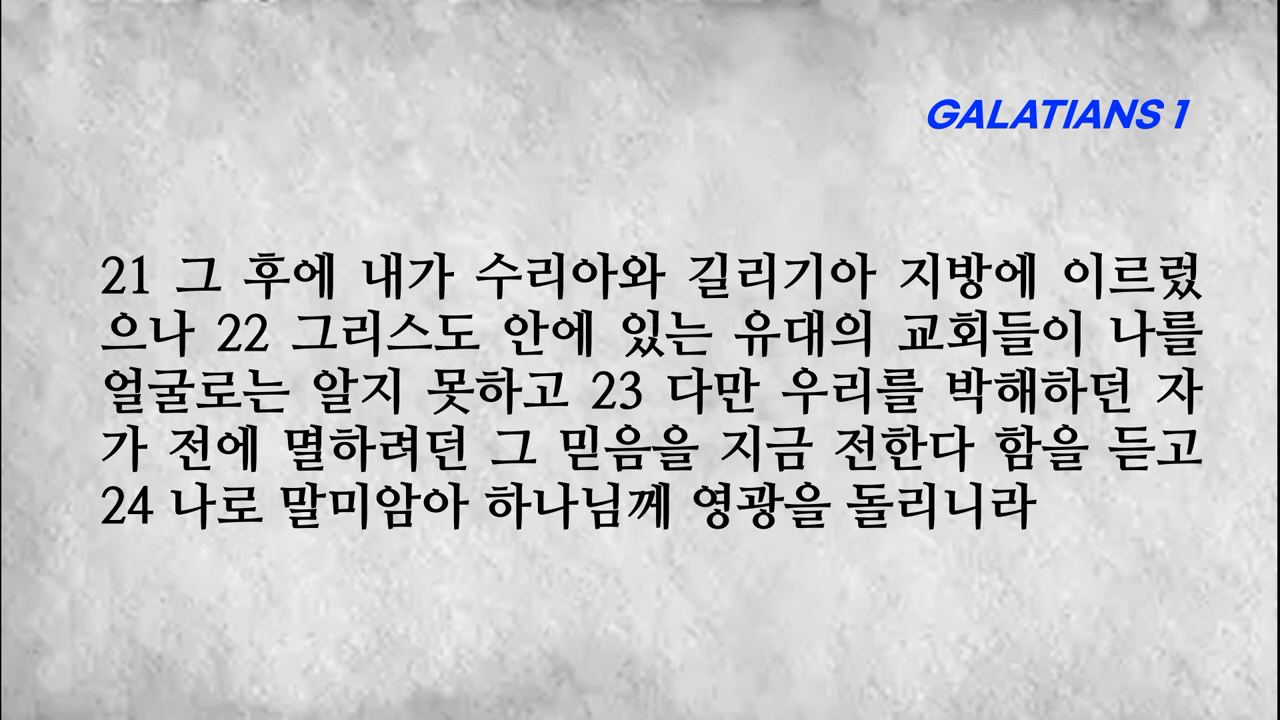 GALATIANS 1
21 그 후에 내가 수리아와 길리기아 지방에 이르렀
으나 22 그리스도 안에 있는 유대의 교회들이 나를
얼굴로는 알지 못하고 23 다만 우리를 박해하던 자
가 전에 멸하려던 그 믿음을 지금 전한다 함을 듣고
24 나로 말미암아 하나님께 영광을 돌리니라